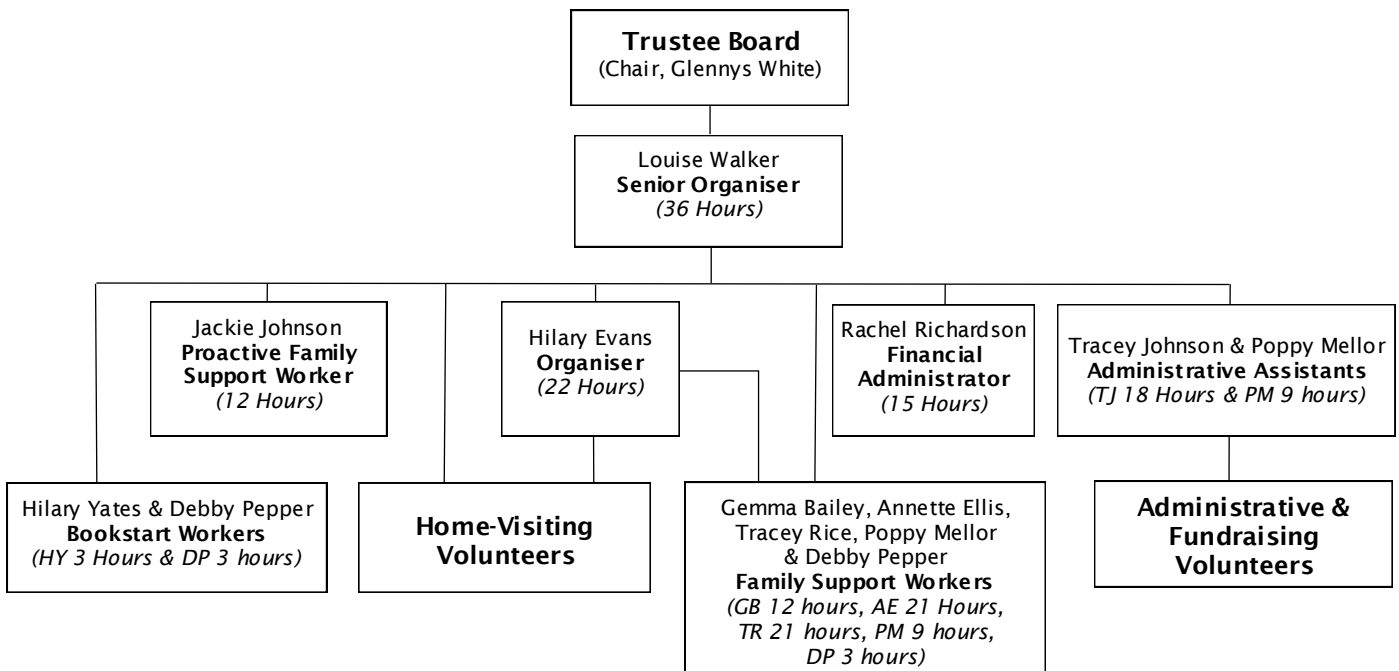 Trustee Board
(Chair, Glennys White)
Louise Walker
Senior Organiser
(36 Hours)
Jackie Johnson
Proactive Family
Support Worker
(12 Hours)
Hilary Evans
Organiser
(22 Hours)
Rachel Richardson
Financial
Administrator
(15 Hours)
Tracey Johnson & Poppy Mellor
Administrative Assistants
(TJ 18 Hours & PM 9 hours)
Hilary Yates & Debby Pepper
Bookstart Workers
(HY 3 Hours & DP 3 hours)
Home-Visiting
Volunteers
Gemma Bailey, Annette Ellis,
Tracey Rice, Poppy Mellor
& Debby Pepper
Family Support Workers
(GB 12 hours, AE 21 Hours,
TR 21 hours, PM 9 hours,
DP 3 hours)
Administrative &
Fundraising
Volunteers